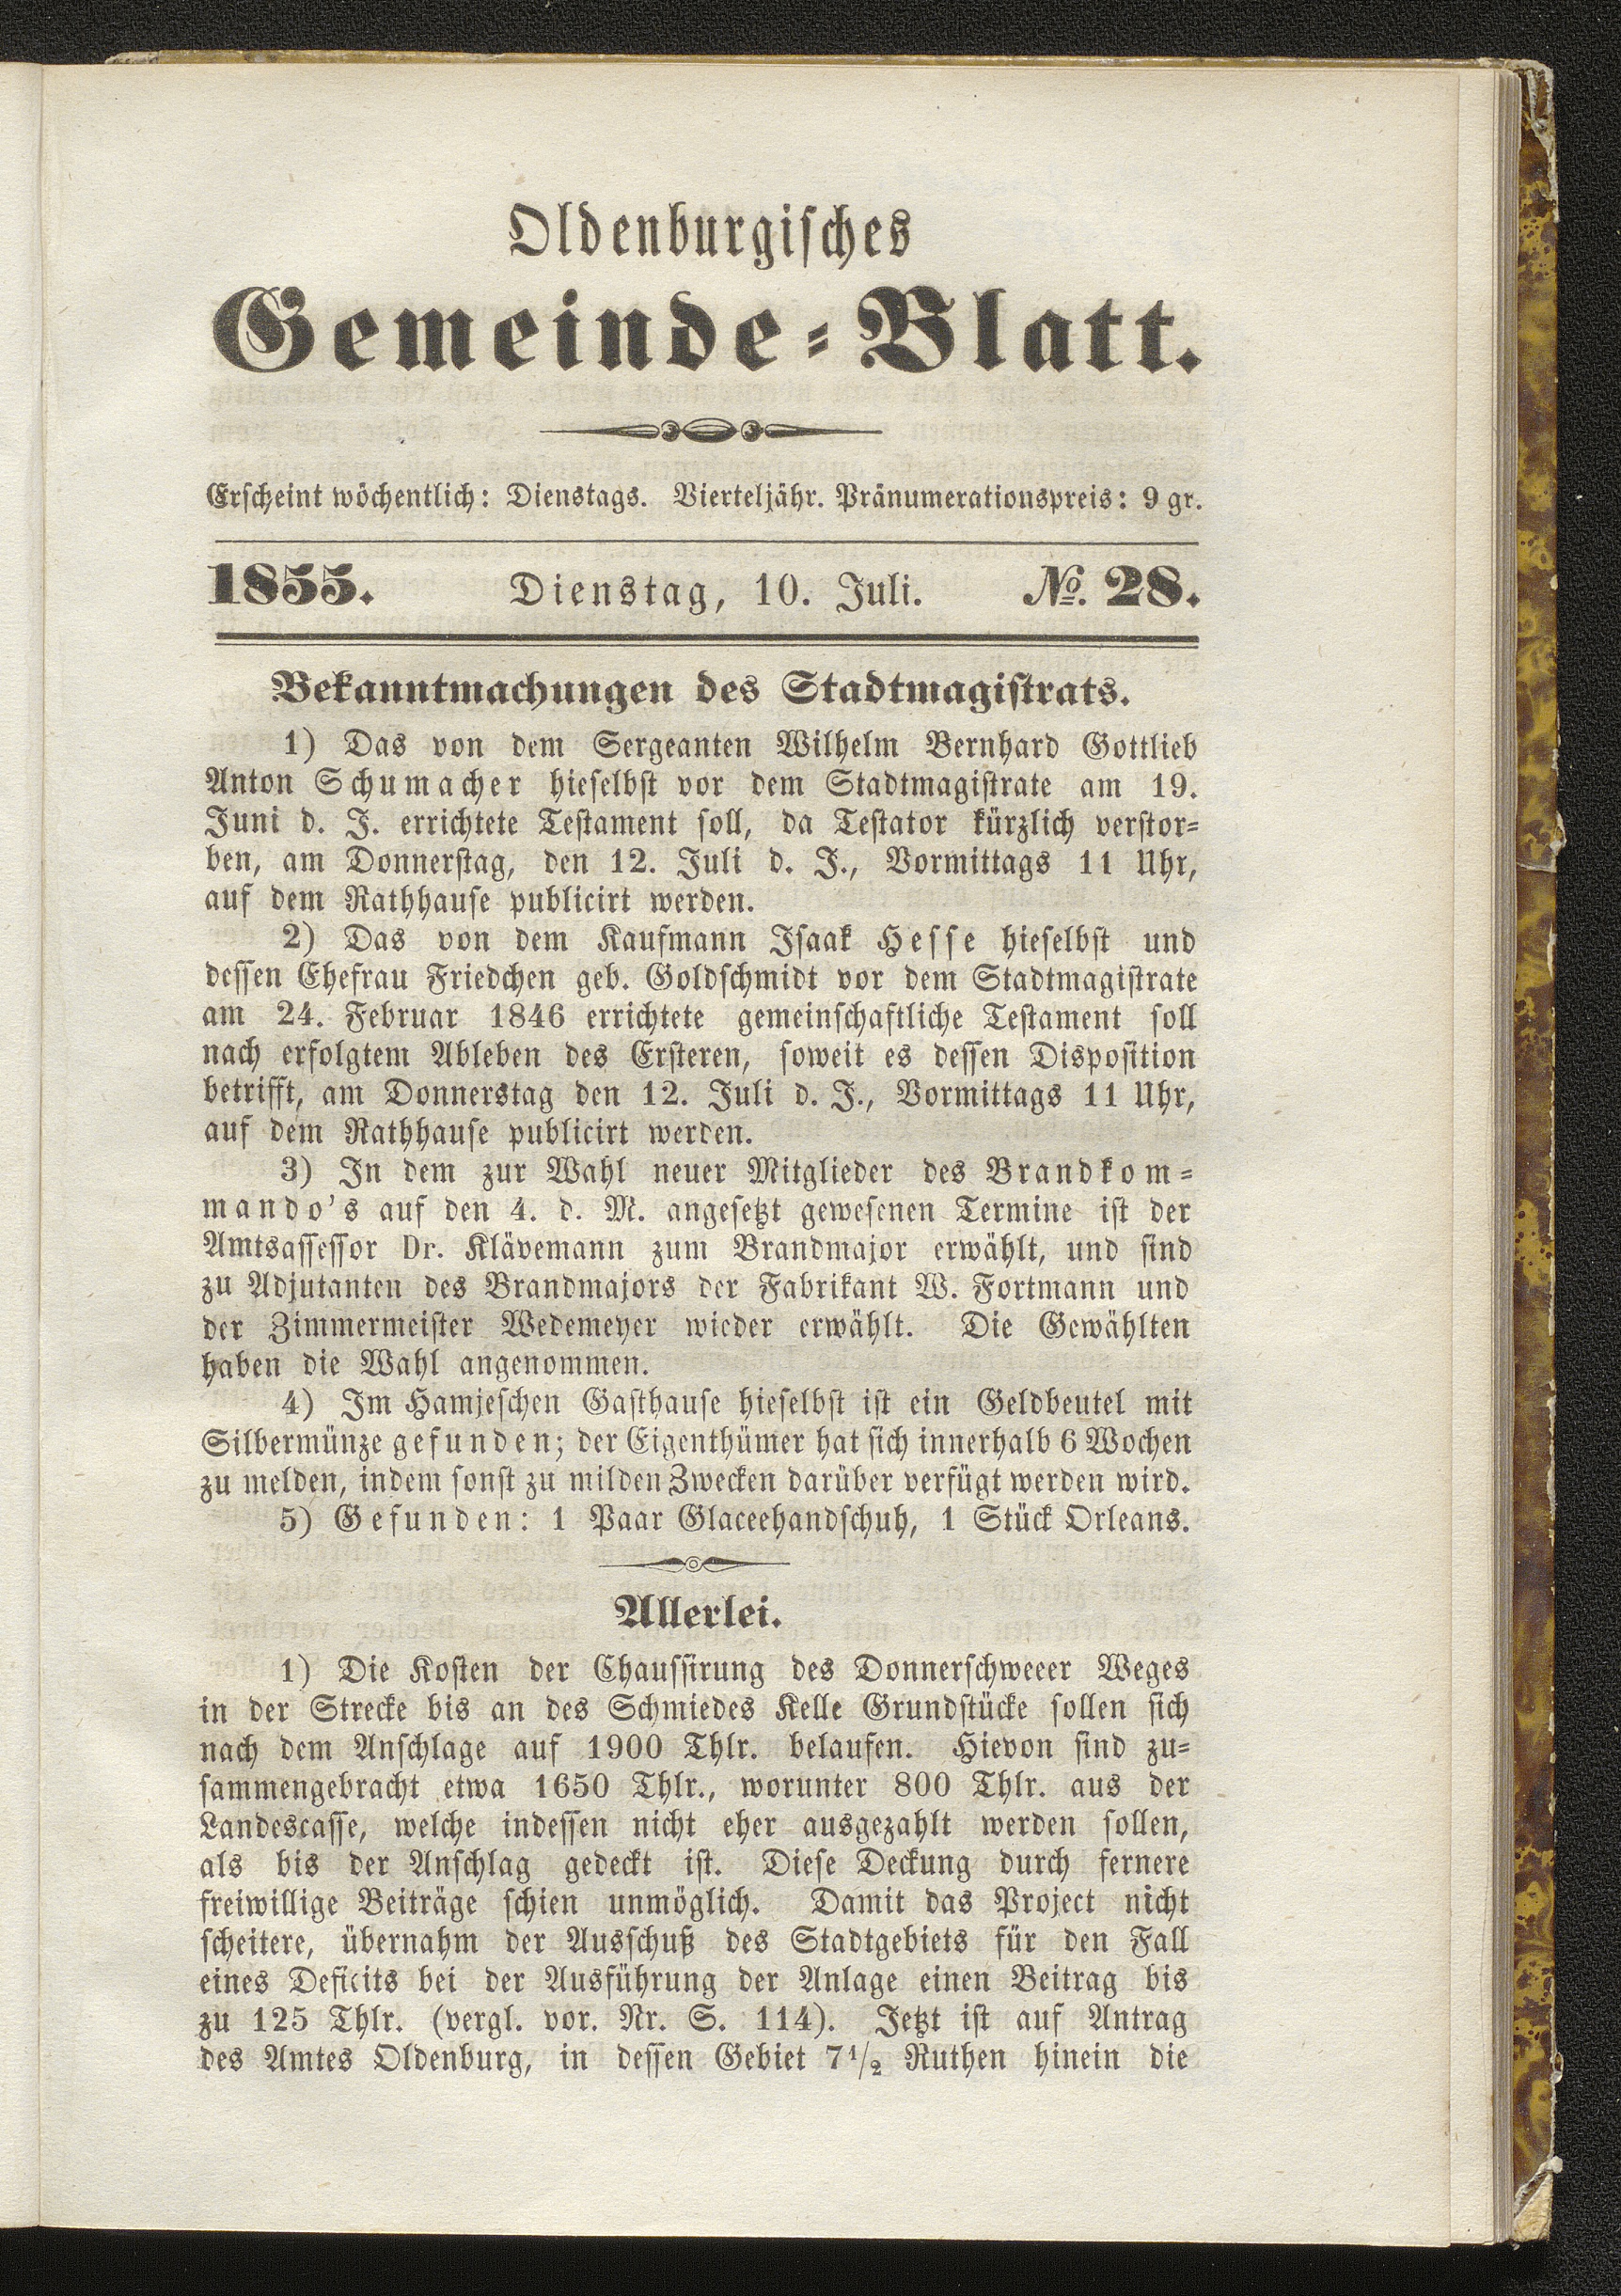 Oldenburgisches
Gemeinde-Blatt.
Erscheint wöchentlich: Dienstags. Vierteljähr. Pränumerationspreis: 9 gr.
1855. Dienstag, 10. Juli. No. 28.
Bekanntmachungen des Stadtmagistrats.
1) Das von dem Sergeanten Wilhelm Bernhard Gottlieb
Anton Schumacher hieselbst vor dem Stadtmagistrate am 19.
Juni d. J. errichtete Testament soll, da Testator kürzlich verstor-
ben, am Donnerstag, den 12. Juli d. J., Vormittags 11 Uhr,
auf dem Rathhause publicirt werden.
2) Das von dem Kaufmann Isaak Hesse hieselbst und
dessen Ehefrau Friedchen geb. Goldschmidt vor dem Stadtmagistrate
am 24. Februar 1846 errichtete gemeinschaftliche Testament soll
nach erfolgtem Ableben des Ersteren, soweit es dessen Disposition
betrifft, am Donnerstag den 12. Juli d. J., Vormittags 11 Uhr,
auf dem Rathhause publicirt werden.
3) In dem zur Wahl neuer Mitglieder des Brandkom-
mando's auf den 4. d. M. angesetzt gewesenen Termine ist der
Amtsassessor Dr. Klävemann zum Brandmajor erwählt, und sind
zu Adjutanten des Brandmajors der Fabrikant W. Fortmann und
der Zimmermeister Wedemeyer wieder erwählt. Die Gewählten
haben die Wahl angenommen.
4) Im Hamjeschen Gasthause hieselbst ist ein Geldbeutel mit
Silbermünze gefunden; der Eigenthümer hat sich innerhalb 6 Wochen
zu melden, indem sonst zu milden Zwecken darüber verfügt werden wird.
5) Gefunden: 1 Paar Glaceehandschuh, 1 Stück Orleans.
Allerlei.
1) Die Kosten der Chaussirung des Donnerschweeer Weges
in der Strecke bis an des Schmiedes Kelle Grundstücke sollen sich
nach dem Anschlage auf 1900 Thlr. belaufen. Hievon sind zu-
sammengebracht etwa 1650 Thlr., worunter 800 Thlr. aus der
Landescasse, welche indessen nicht eher ausgezahlt werden sollen,
als bis der Anschlag gedeckt ist. Diese Deckung durch fernere
freiwillige Beiträge schien unmöglich. Damit das Project nicht
scheitere, übernahm der Ausschuß des Stadtgebiets für den Fall
eines Deficits bei der Ausführung der Anlage einen Beitrag bis
zu 125 Thlr. (vergl. vor. Nr. S. 114). Jetzt ist auf Antrag
des Amtes Oldenburg, in dessen Gebiet 7½ Ruthen hinein die